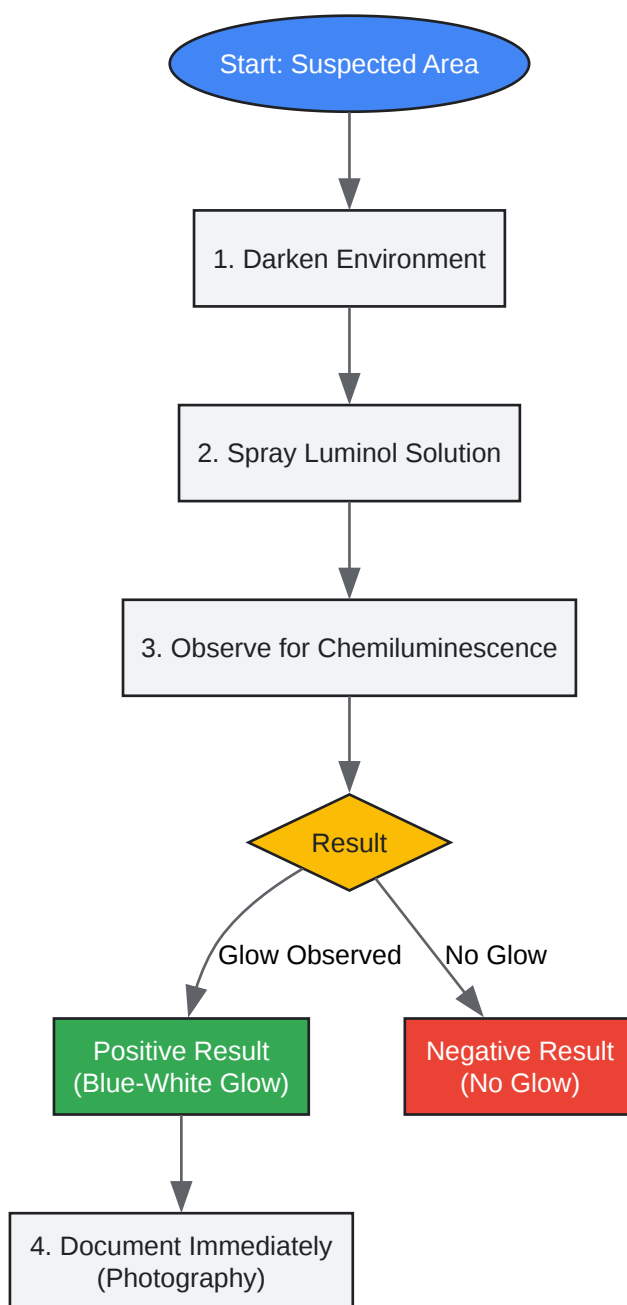 Start: Suspected Area
1. Darken Environment
2. Spray Luminol Solution
3. Observe for Chemiluminescence
Result
Glow Observed
No Glow
Positive Result
(Blue-White Glow)
Negative Result
(No Glow)
4. Document Immediately
(Photography)